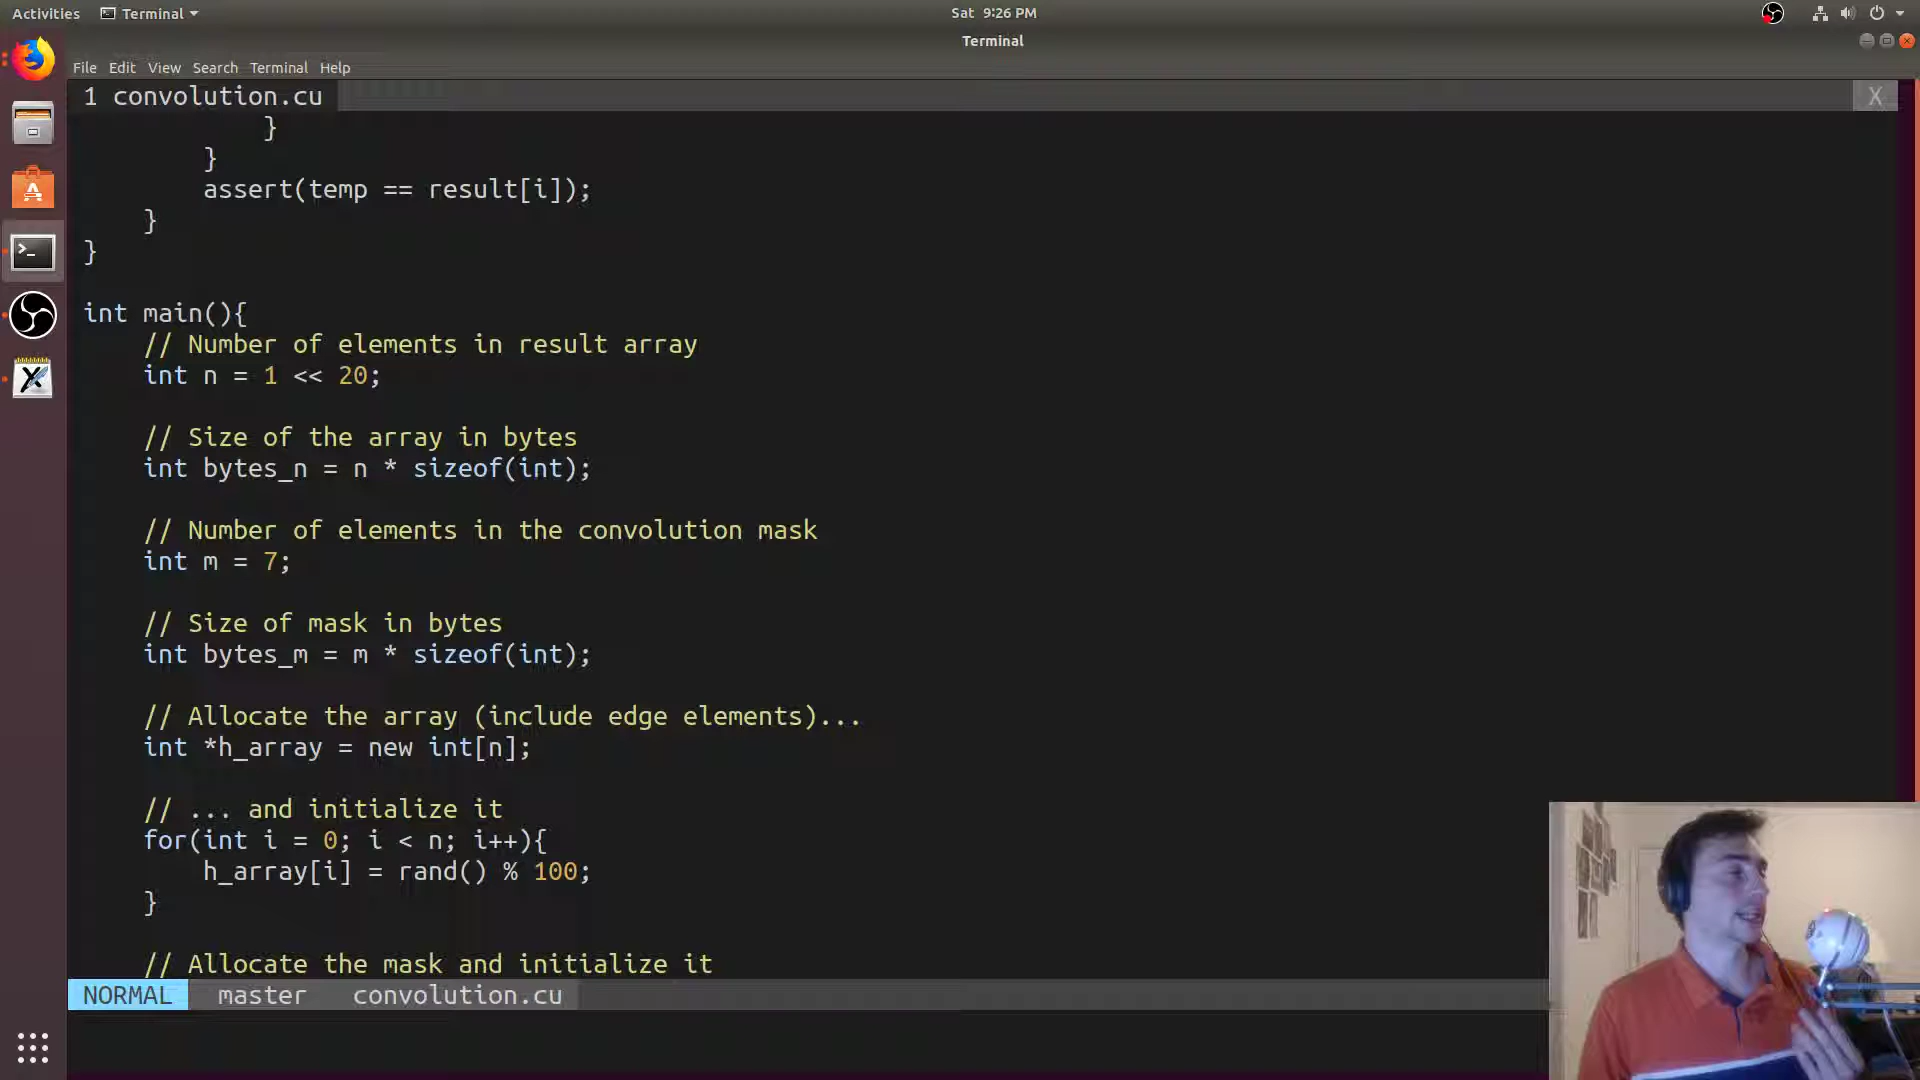 Activities Terminal Sat 9:26 PM
Terminal
File Edit View Search Terminal Help
1 convolution.cu X
}
}
assert(temp == result[i]);
}
}
int main(){
// Number of elements in result array
int n = 1 << 20;
// Size of the array in bytes
int bytes_n = n * sizeof(int);
// Number of elements in the convolution mask
int m = 7;
// Size of mask in bytes
int bytes_m = m * sizeof(int);
// Allocate the array (include edge elements)...
int *h_array = new int[n];
// ... and initialize it
for(int i = 0; i < n; i++){
h_array[i] = rand() % 100;
}
// Allocate the mask and initialize it
NORMAL master convolution.cu